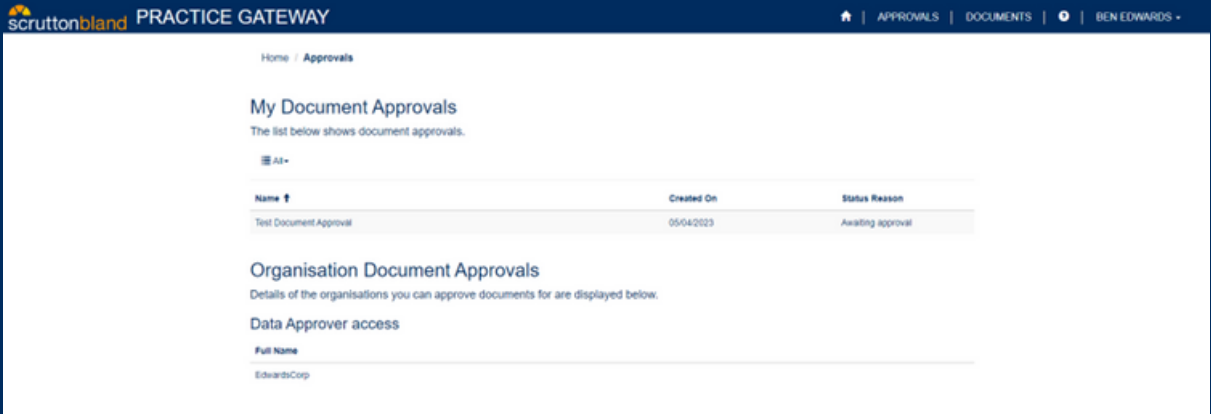 scruttonbland PRACTICE GATEWAY
APPROVALS | DOCUMENTS | ? | BEN EDWARDS
Home / Approvals
My Document Approvals
The list below shows document approvals.
All
Name Created On Status Reason
Test Document Approval 05/04/2023 Awaiting approval
Organisation Document Approvals
Details of the organisations you can approve documents for are displayed below.
Data Approver access
Full Name
EdwardsCorp